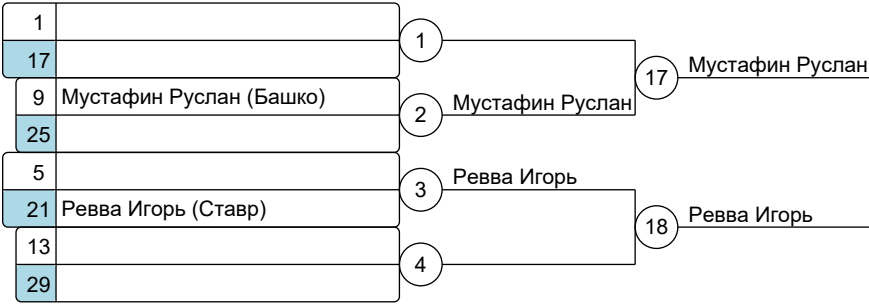 1
17
9 Мустафин Руслан (Башко)
25
5
21 Ревва Игорь (Ставр)
13
29
1
2
3
4
Мустафин Руслан
Ревва Игорь
17
18
Мустафин Руслан
Ревва Игорь